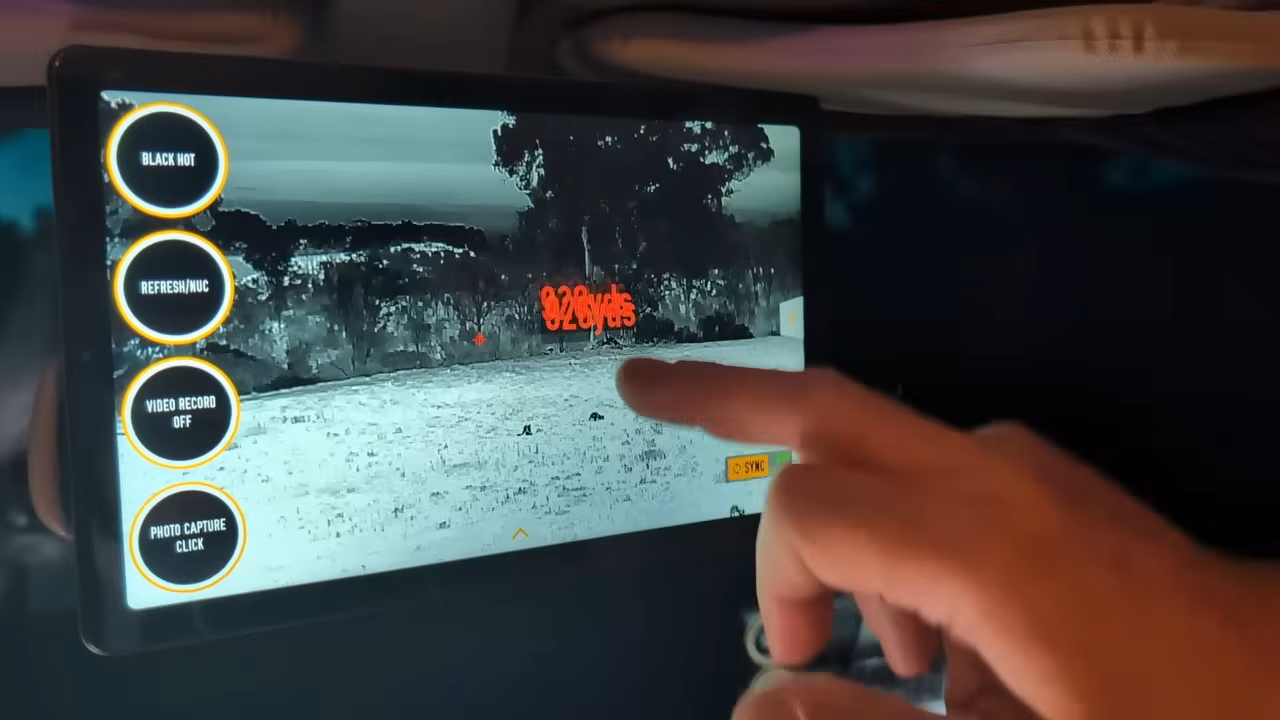 BLACK HOT
REFRESH/NUC
VIDEO RECORD
OFF
PHOTO CAPTURE
CLICK
SYNC